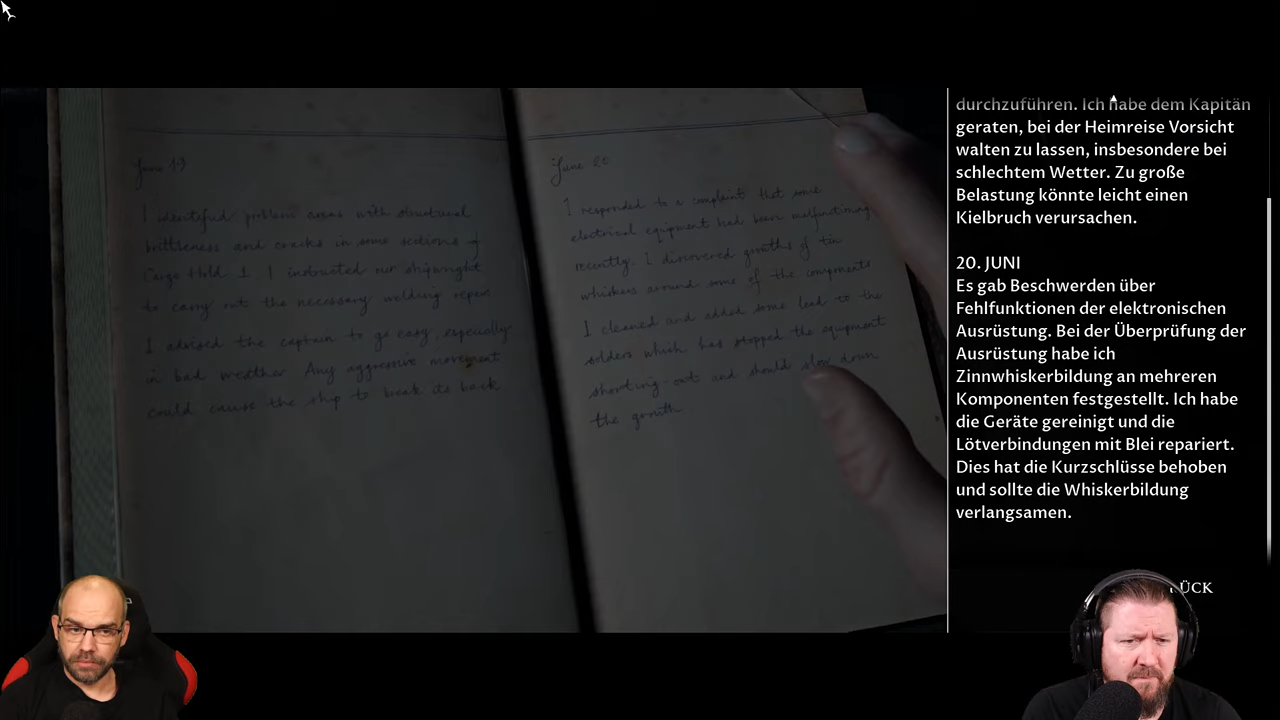 June 19
I identified problem areas with structural
brittleness and cracks in some sections of
Cargo Hold 1. I instructed our shipwright
to carry out the necessary welding
I advised the captain to go easy, especially
in bad weather. Any aggressive movement
could cause the ship to break its back
June 20
I responded to a complaint that some
electrical equipment had been malfunctioning
recently. I discovered growths of tin
whiskers around some of the components
I cleaned and added some lead to the
solders which has stopped the equipment
shorting-out and should slow down
the growth
durchzuführen. Ich habe dem Kapitän
geraten, bei der Heimreise Vorsicht
walten zu lassen, insbesondere bei
schlechtem Wetter. Zu große
Belastung könnte leicht einen
Kielbruch verursachen.
20. JUNI
Es gab Beschwerden über
Fehlfunktionen der elektronischen
Ausrüstung. Bei der Überprüfung der
Ausrüstung habe ich
Zinnwhiskerbildung an mehreren
Komponenten festgestellt. Ich habe
die Geräte gereinigt und die
Lötverbindungen mit Blei repariert.
Dies hat die Kurzschlüsse behoben
und sollte die Whiskerbildung
verlangsamen.
ÜCK